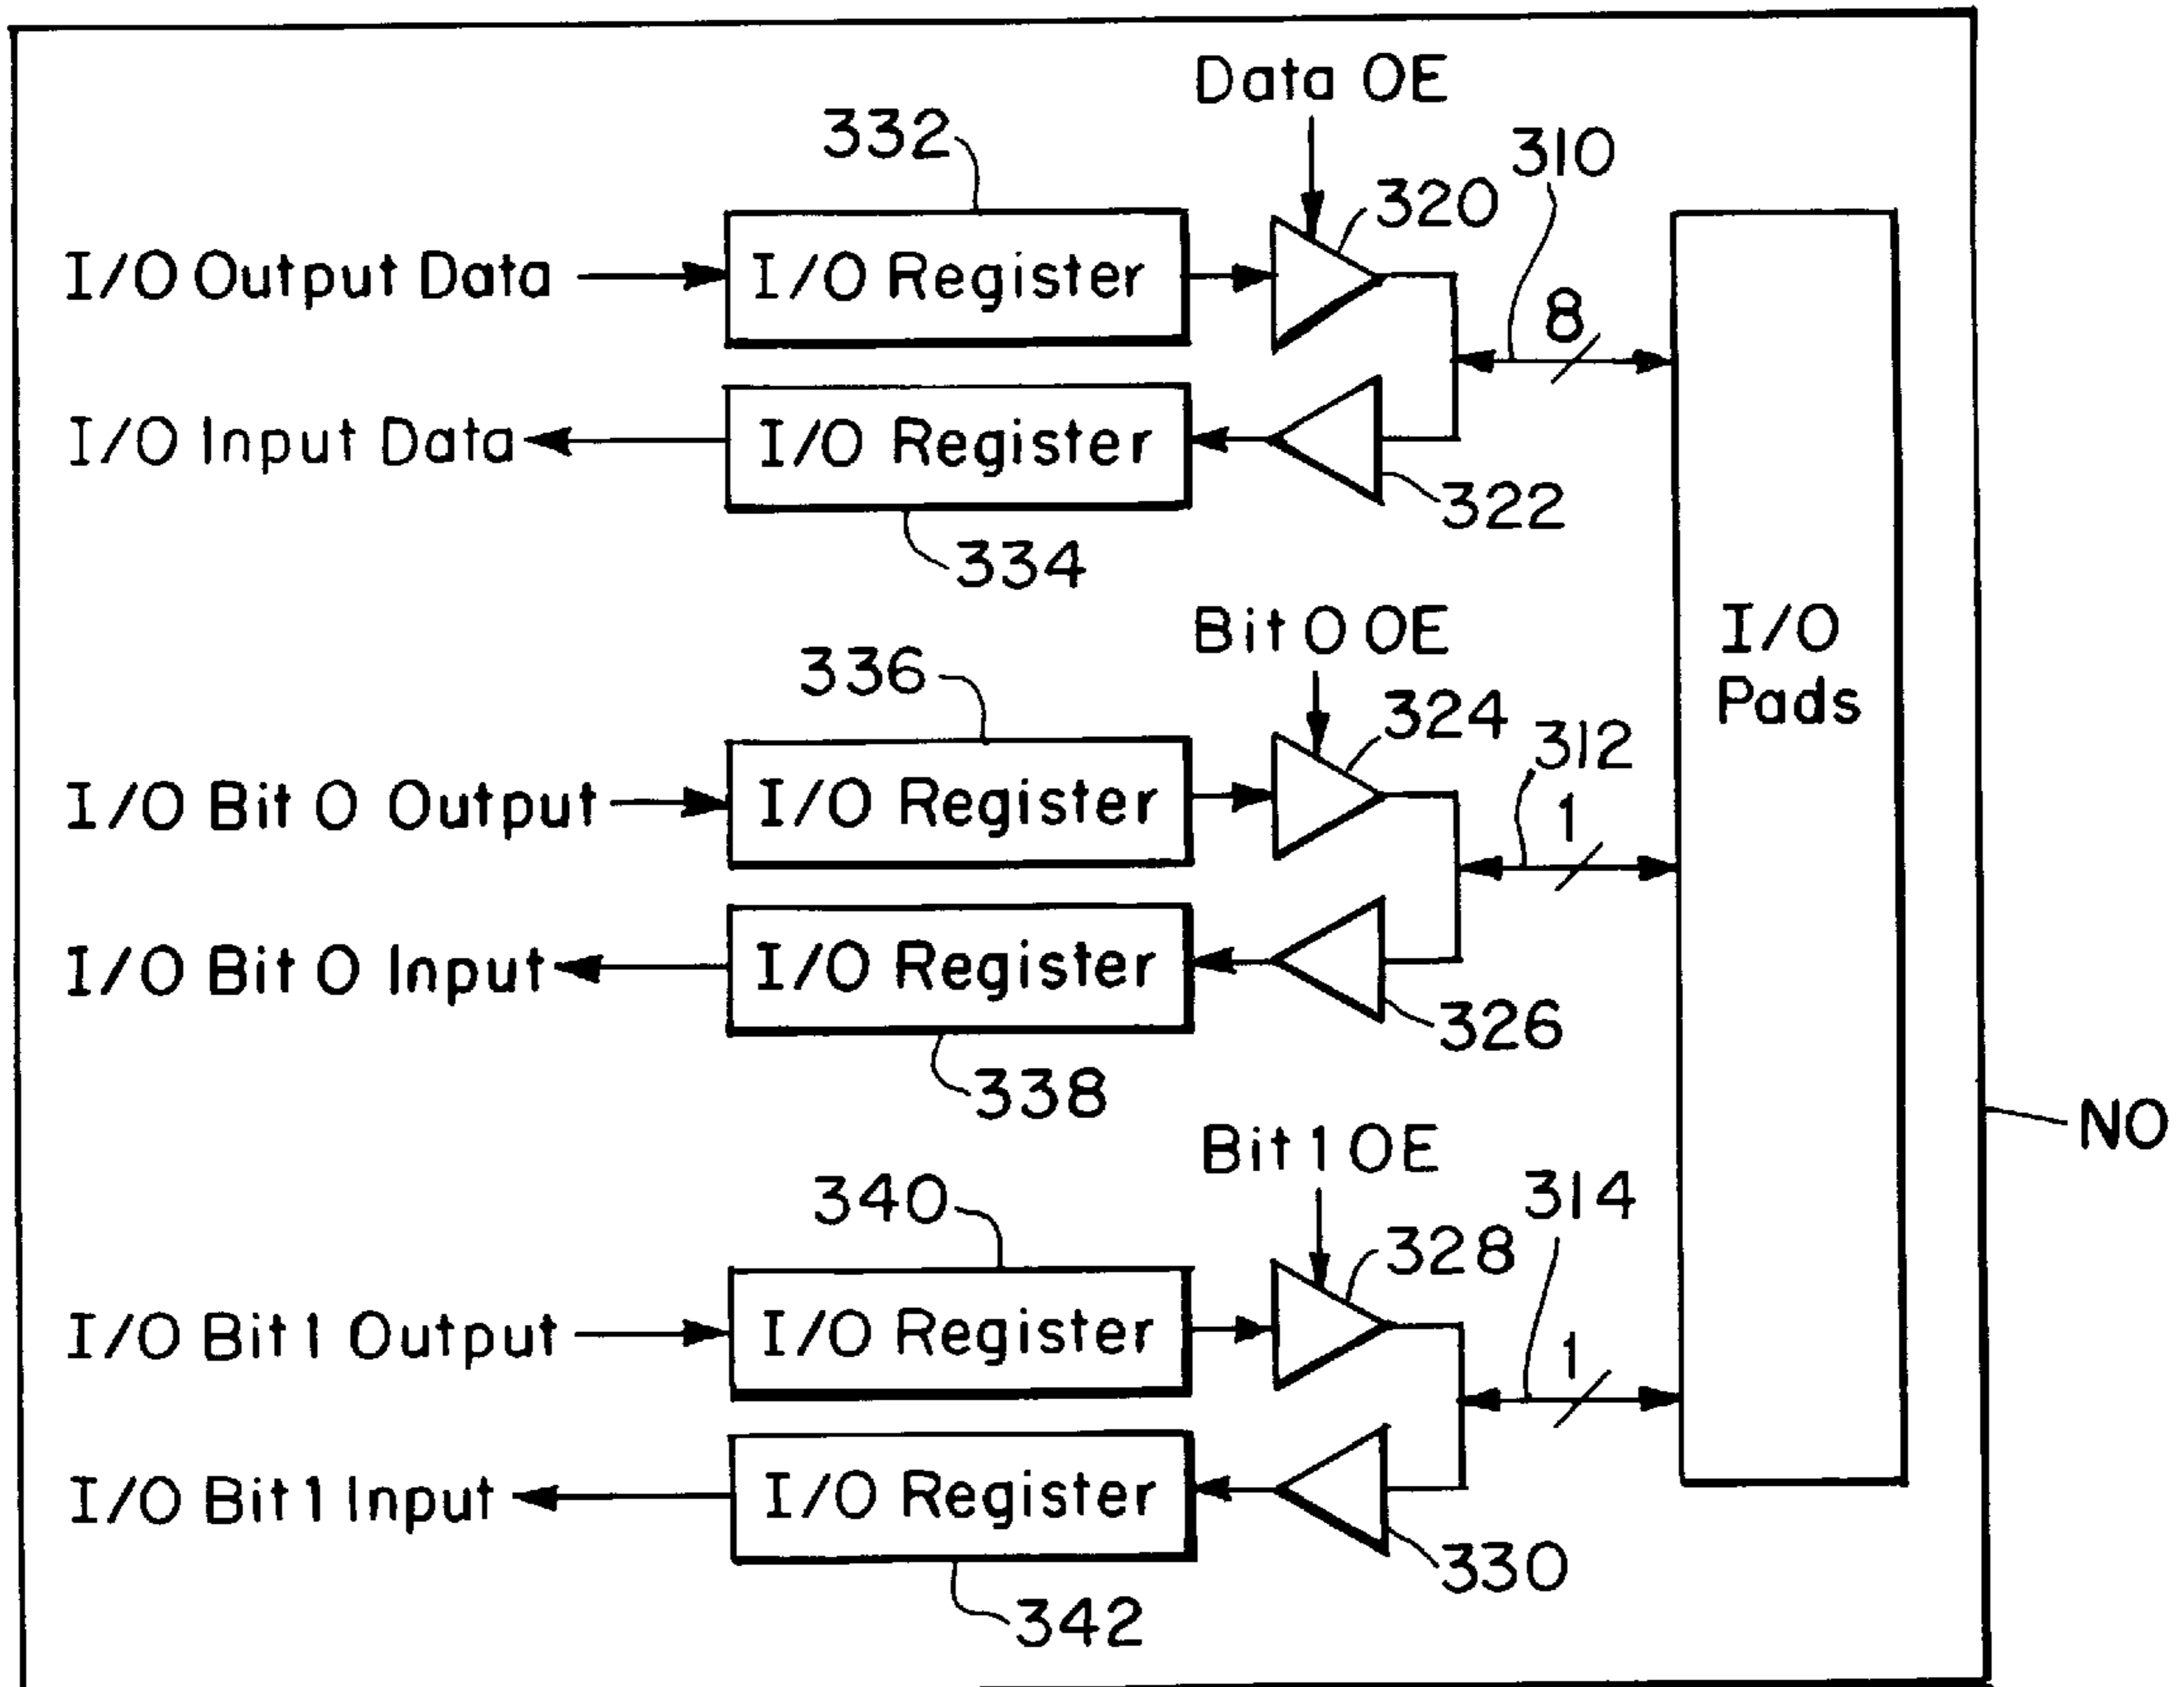 Data OE
332
310
320
I/O Output Data
I/O Register
8
I/O Input Data
I/O Register
322
334
Bit 0 OE
I/O
Pads
336
324
312
I/O Bit 0 Output
I/O Register
1
I/O Bit 0 Input
I/O Register
326
338
NO
Bit 1 OE
340
314
328
I/O Bit 1 Output
I/O Register
1
I/O Bit 1 Input
I/O Register
330
342